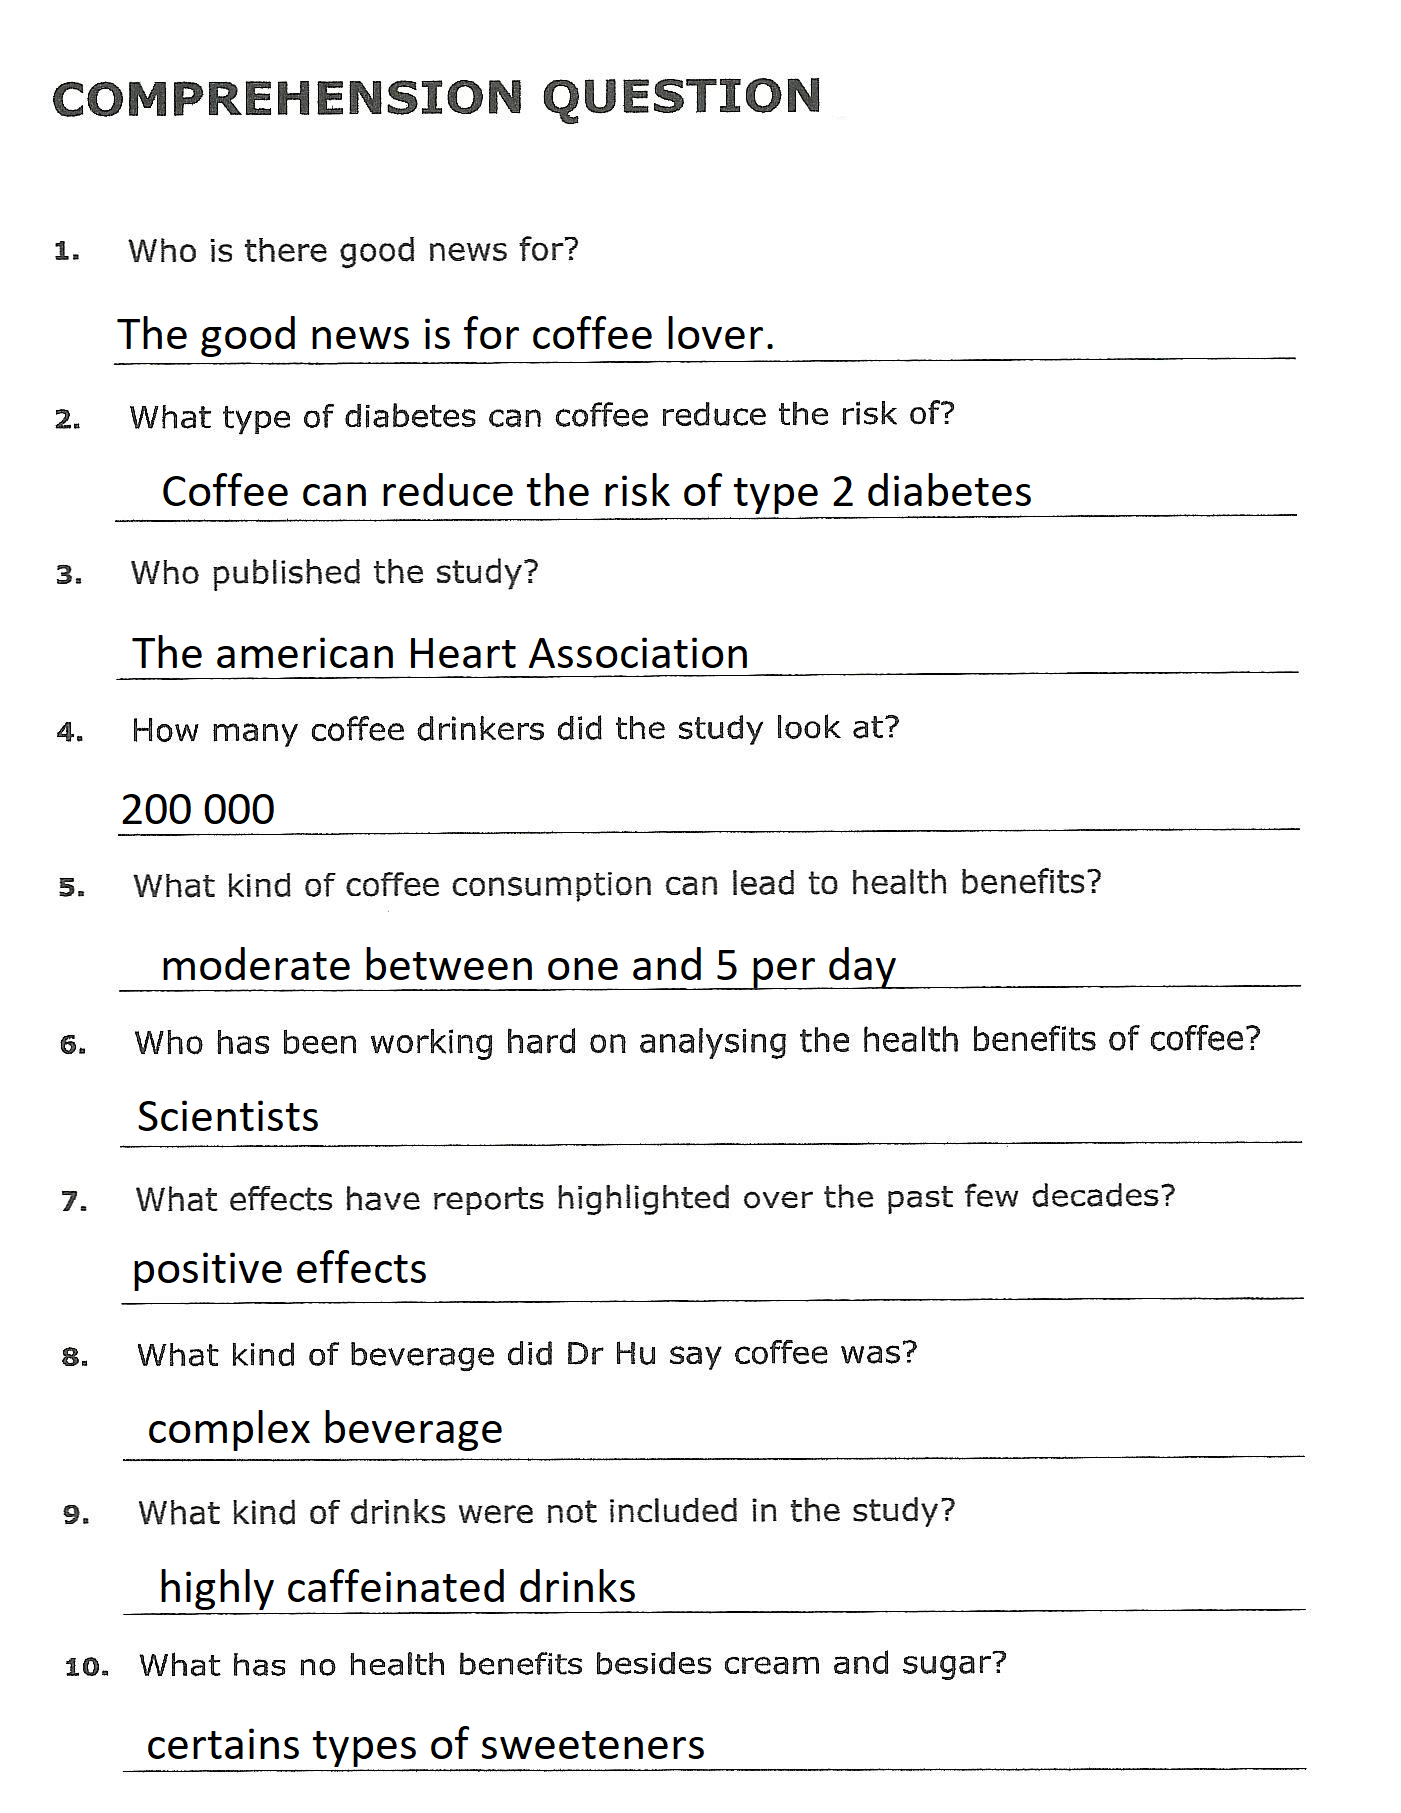 COMPREHENSION QUESTION
1. Who is there good news for?
The good news is for coffee lover.
2. What type of diabetes can coffee reduce the risk of?
Coffee can reduce the risk of type 2 diabetes
3. Who published the study?
The american Heart Association
4. How many coffee drinkers did the study look at?
200 000
5. What kind of coffee consumption can lead to health benefits?
moderate between one and 5 per day
6. Who has been working hard on analysing the health benefits of coffee?
Scientists
7. What effects have reports highlighted over the past few decades?
positive effects
8. What kind of beverage did Dr Hu say coffee was?
complex beverage
9. What kind of drinks were not included in the study?
highly caffeinated drinks
10. What has no health benefits besides cream and sugar?
certains types of sweeteners